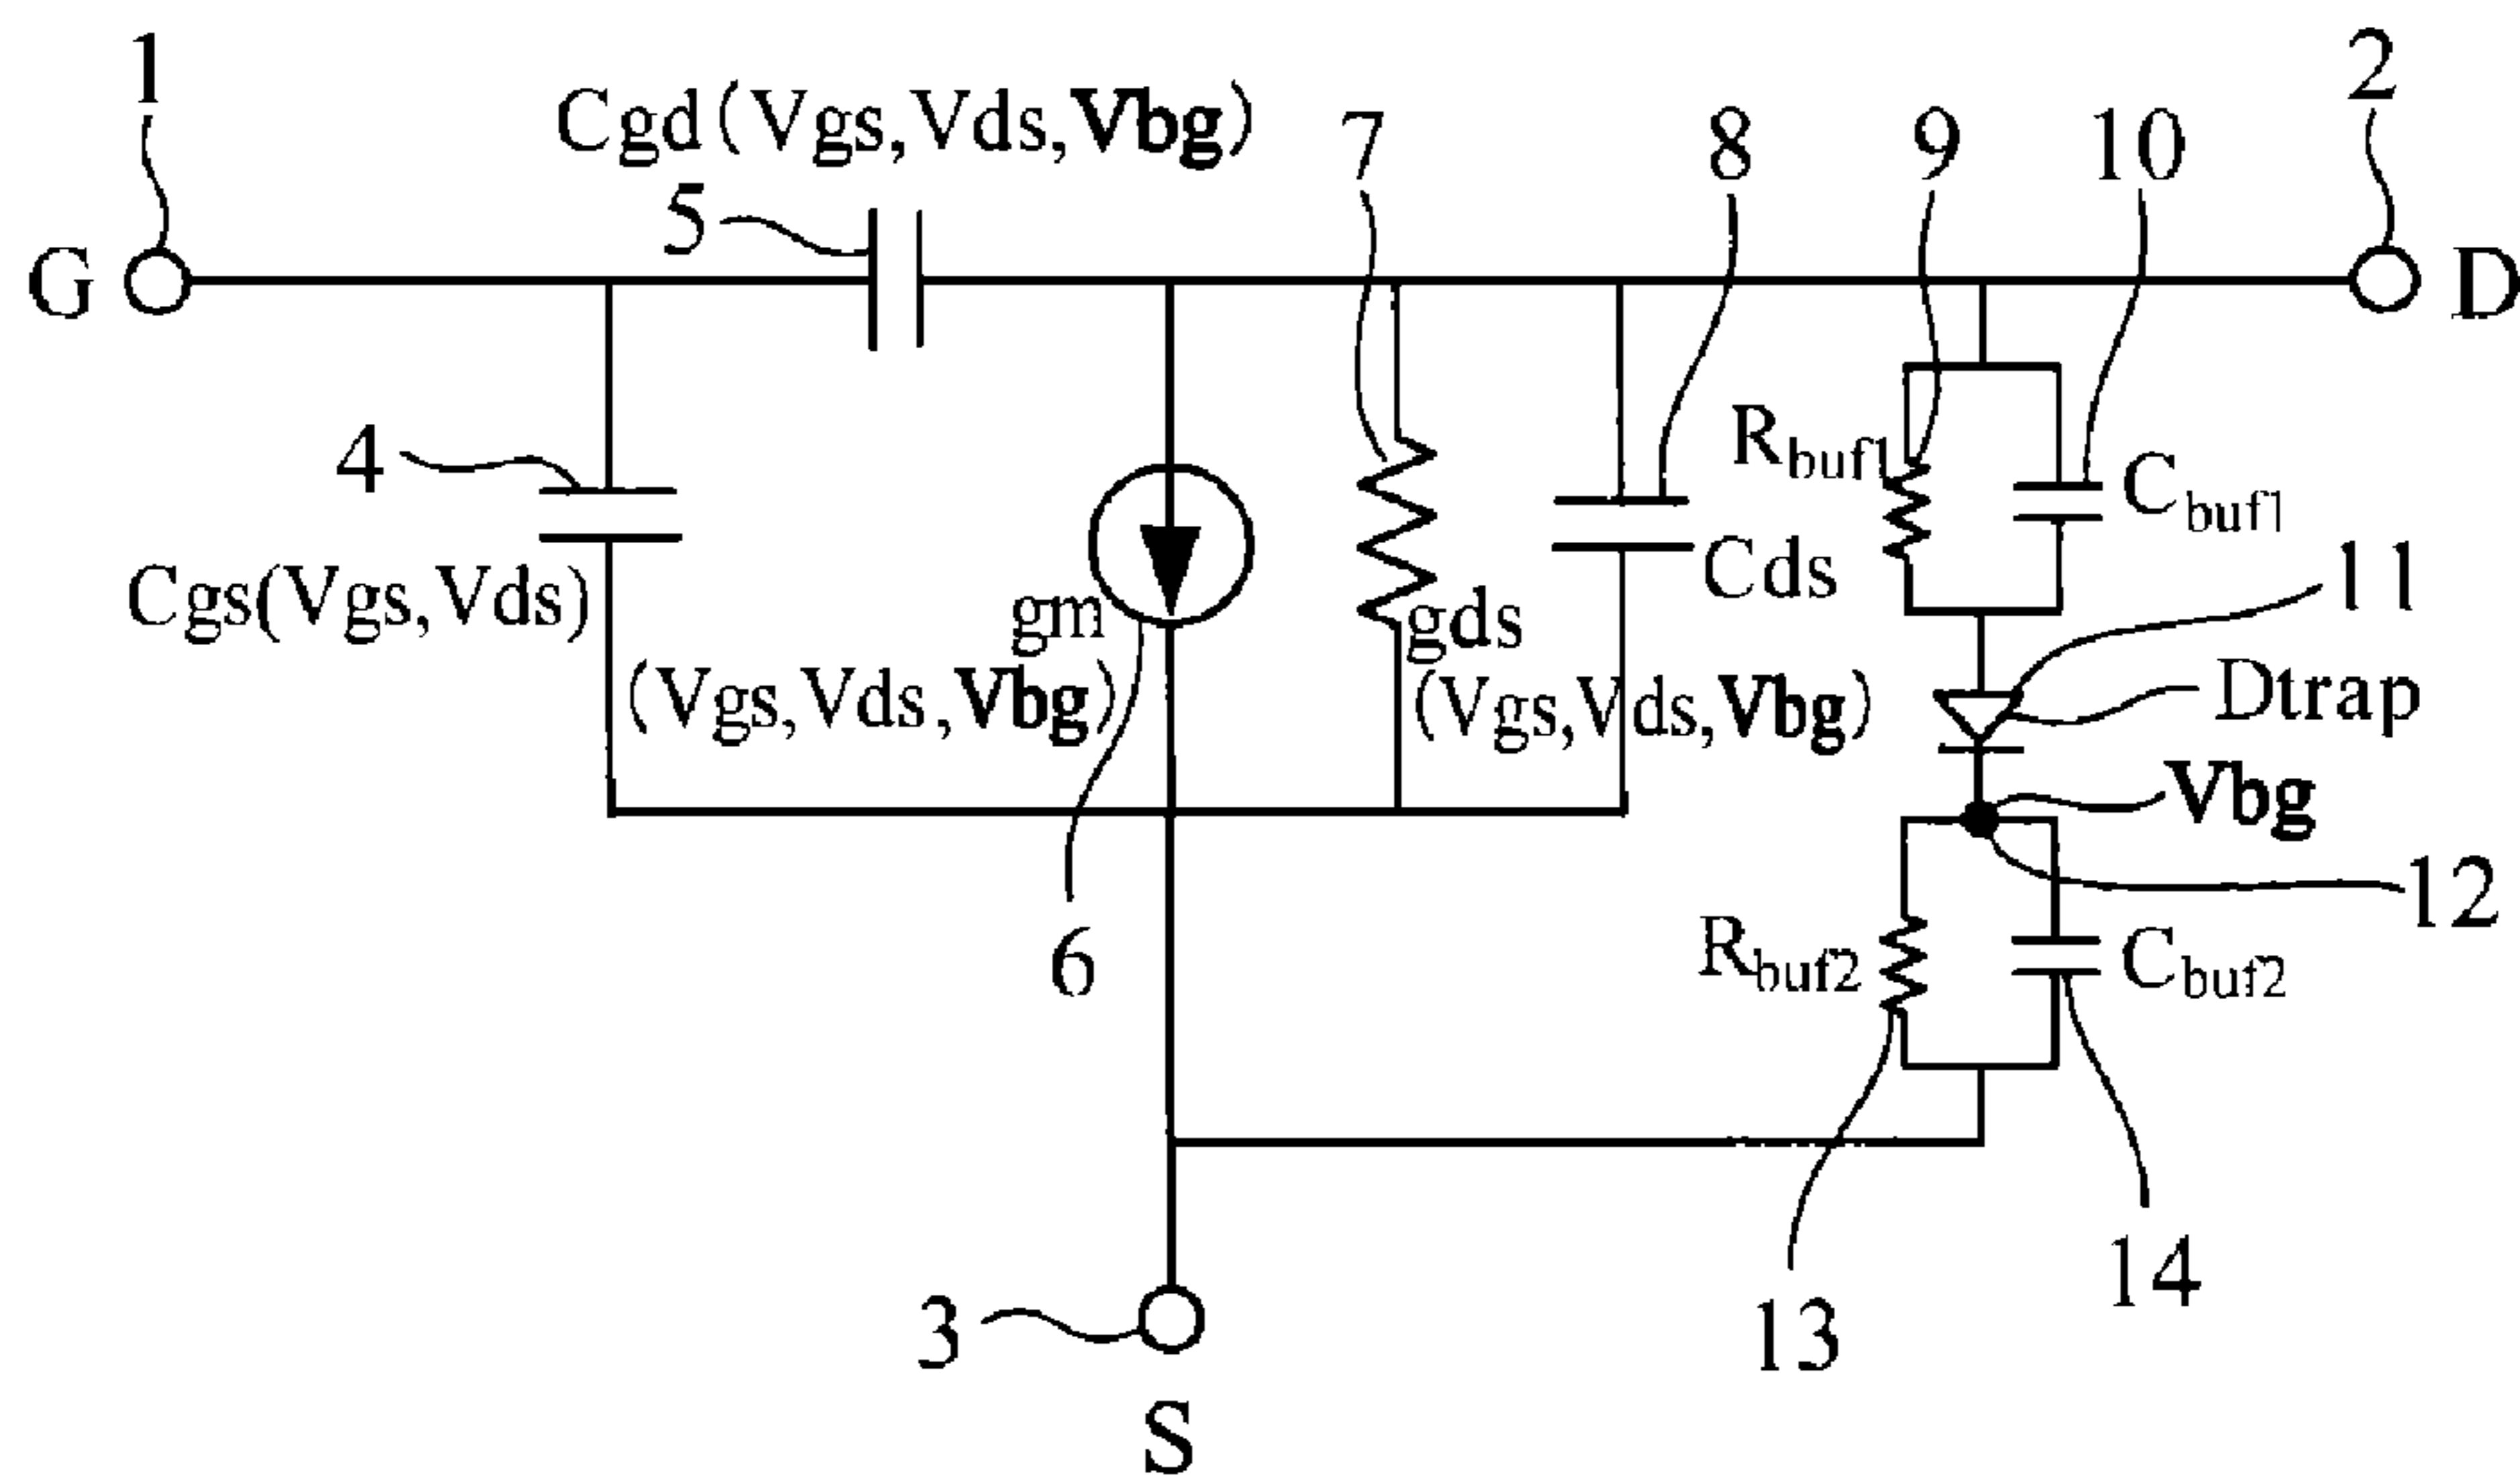 1
2
Cgd(Vgs,Vds,Vbg)
7
8
9
10
5
G
D
4
Rbuf1
Cbuf1
Cgs(Vgs,Vds)
gm
(Vgs,Vds,Vbg)
gds
(Vgs,Vds,Vbg)
Cds
11
Dtrap
Vbg
12
6
Rbuf2
Cbuf2
3
13
14
S